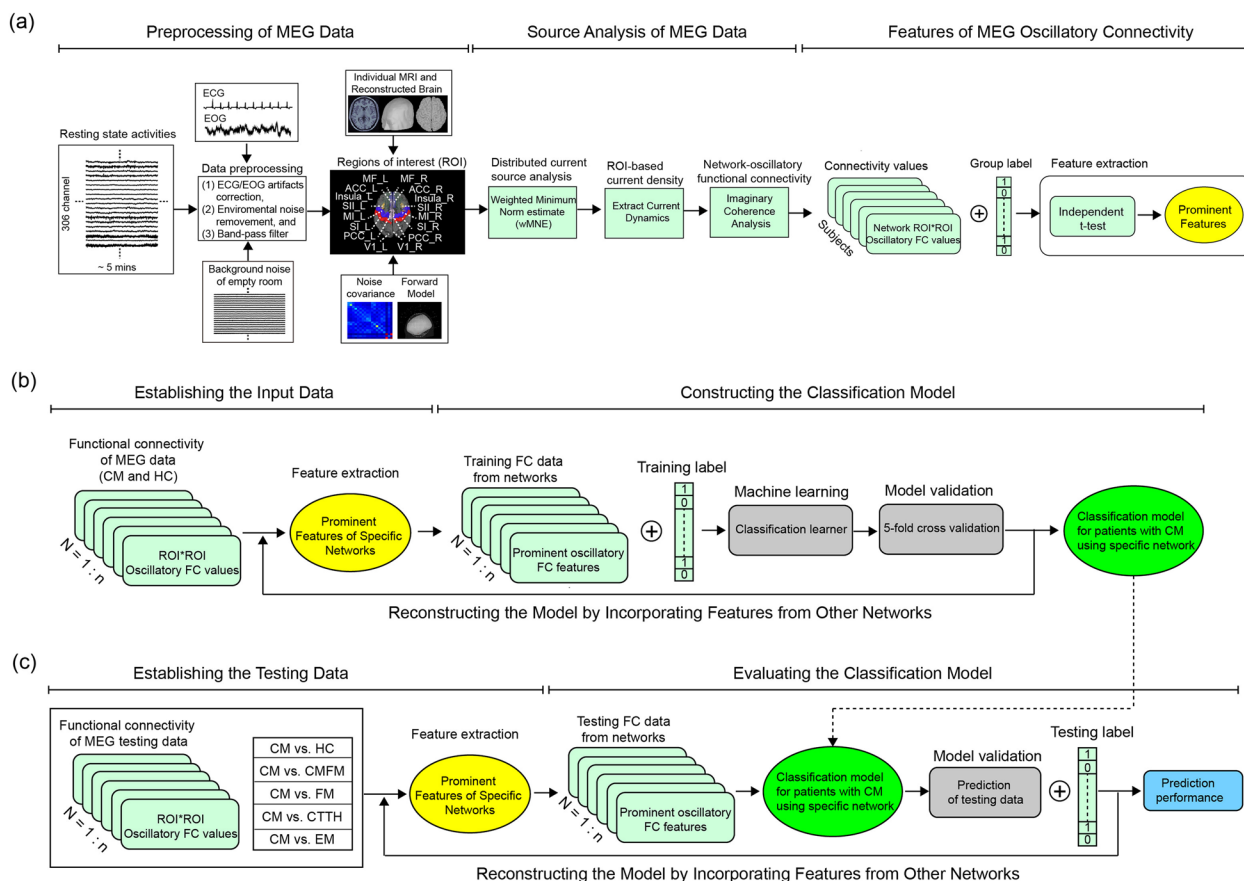 (a)
Preprocessing of MEG Data
Source Analysis of MEG Data
Features of MEG Oscillatory Connectivity
Resting state activities
306 channel
~ 5 mins
ECG
EOG
Data preprocessing
(1) ECG/EOG artifacts
correction,
(2) Enviromental noise
removement, and
(3) Band-pass filter
Background noise
of empty room
Individual MRI and
Reconstructed Brain
Regions of interest (ROI)
MF_L MF_R
ACC_L ACC_R
Insula_L Insula_R
SII_L SII_R
MI_L MI_R
SI_L SI_R
PCC_L PCC_R
V1_L V1_R
Noise
covariance
Forward
Model
Distributed current
source analysis
Weighted Minimum
Norm estimate
(wMNE)
ROI-based
current density
Extract Current
Dynamics
Network-oscillatory
functional connectivity
Imaginary
Coherence
Analysis
Connectivity values
Subjects
Network ROI*ROI
Oscillatory FC values
Group label
1
0
1
0
Feature extraction
Independent
t-test
Prominent
Features
(b)
Establishing the Input Data
Constructing the Classification Model
Functional connectivity
of MEG data
(CM and HC)
N = 1 : n
ROI*ROI
Oscillatory FC values
Feature extraction
Prominent
Features of Specific
Networks
Training FC data
from networks
N = 1 : n
Prominent oscillatory
FC features
Training label
1
0
1
0
Machine learning
Classification learner
Model validation
5-fold cross validation
Classification model
for patients with CM
using specific network
Reconstructing the Model by Incorporating Features from Other Networks
(c)
Establishing the Testing Data
Evaluating the Classification Model
Functional connectivity
of MEG testing data
N = 1 : n
ROI*ROI
Oscillatory FC values
CM vs. HC
CM vs. CMFM
CM vs. FM
CM vs. CTTH
CM vs. EM
Feature extraction
Prominent
Features of Specific
Networks
Testing FC data
from networks
N = 1 : n
Prominent oscillatory
FC features
Classification model
for patients with CM
using specific network
Model validation
Prediction
of testing data
Testing label
1
0
1
0
Prediction
performance
Reconstructing the Model by Incorporating Features from Other Networks